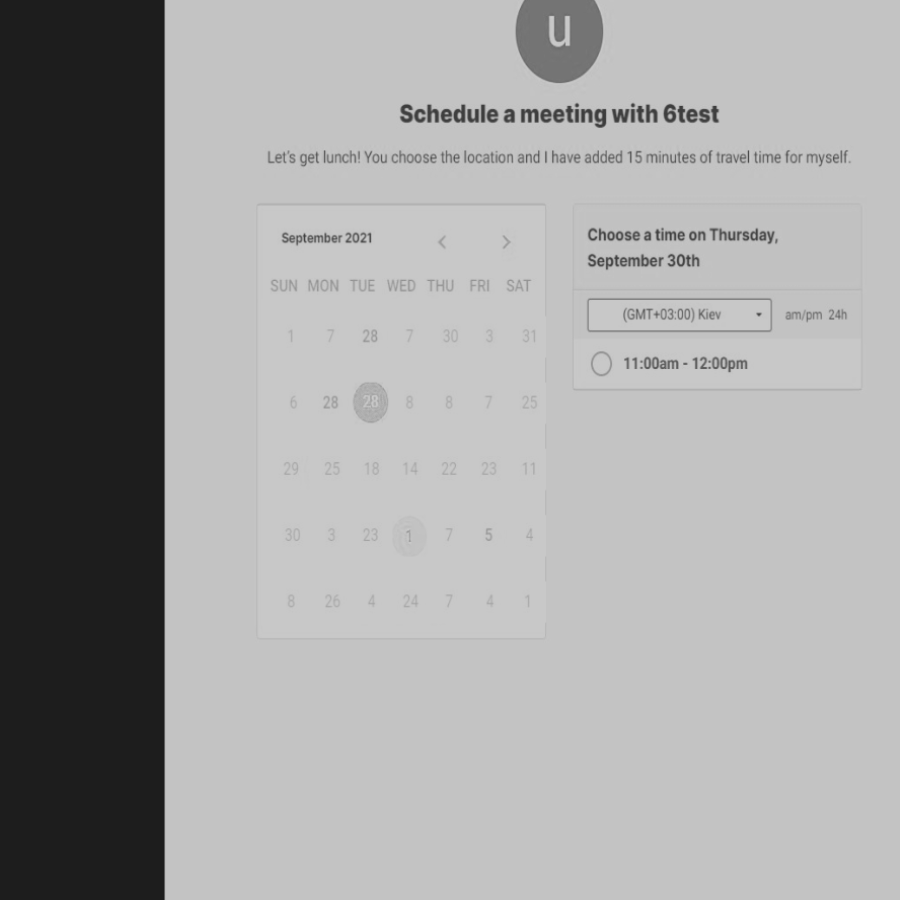 u
Schedule a meeting with 6test
Let's get lunch! You choose the location and I have added 15 minutes of travel time for myself.
September 2021
SUN MON TUE WED THU FRI SAT
1 7 28 7 30 3 31
6 28 28 8 8 7 25
29 25 18 14 22 23 11
30 3 23 1 7 5 4
8 26 4 24 7 4 1
Choose a time on Thursday,
September 30th
(GMT+03:00) Kiev am/pm 24h
11:00am - 12:00pm